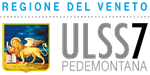 REGIONE DEL VENETO
ULSS7
PEDEMONTANA